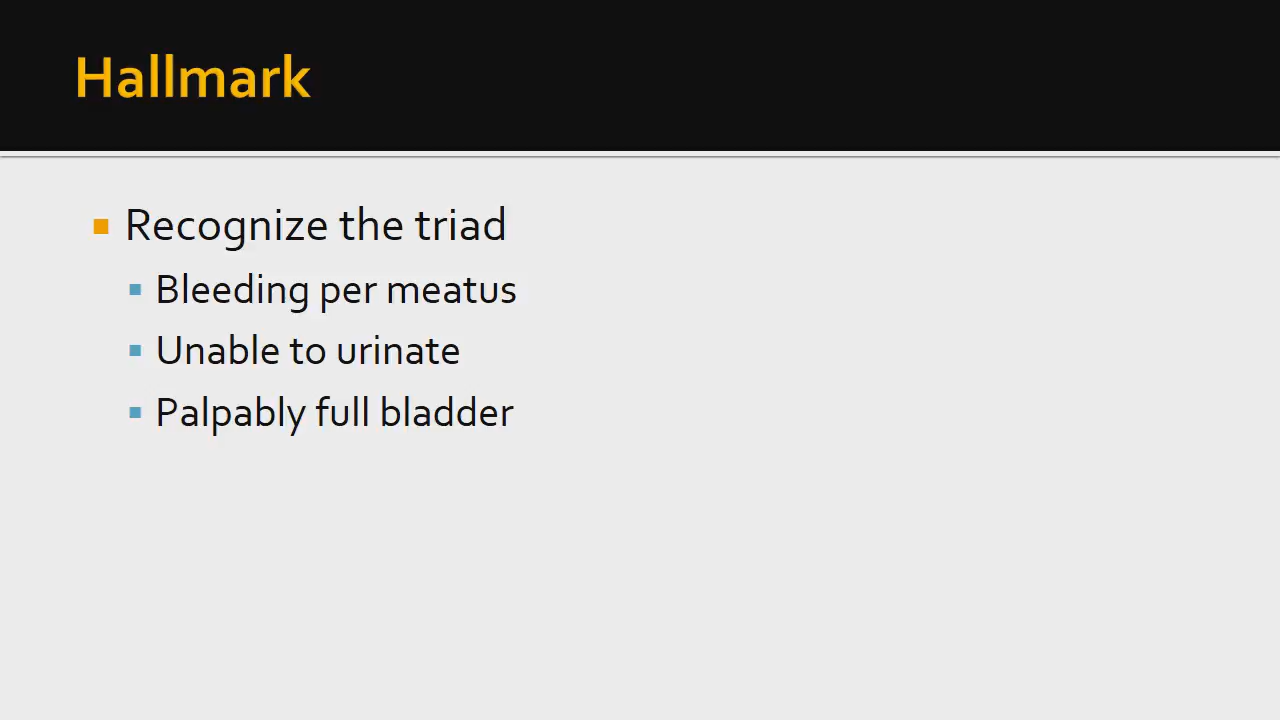 Hallmark
Recognize the triad
Bleeding per meatus
Unable to urinate
Palpably full bladder